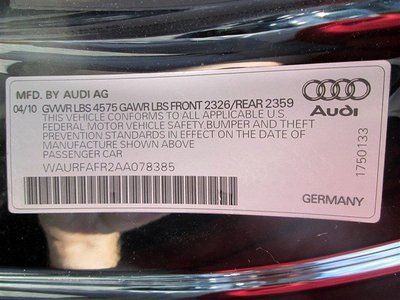 MFD. BY AUDI AG
04/10 GVWR LBS 4575 GAWR LBS FRONT 2326/REAR 2359
THIS VEHICLE CONFORMS TO ALL APPLICABLE U.S.
FEDERAL MOTOR VEHICLE SAFETY,BUMPER AND THEFT
PREVENTION STANDARDS IN EFFECT ON THE DATE OF
MANUFACTURE SHOWN ABOVE
PASSENGER CAR
WAURFAFR2AA078385
Audi
1750133
GERMANY